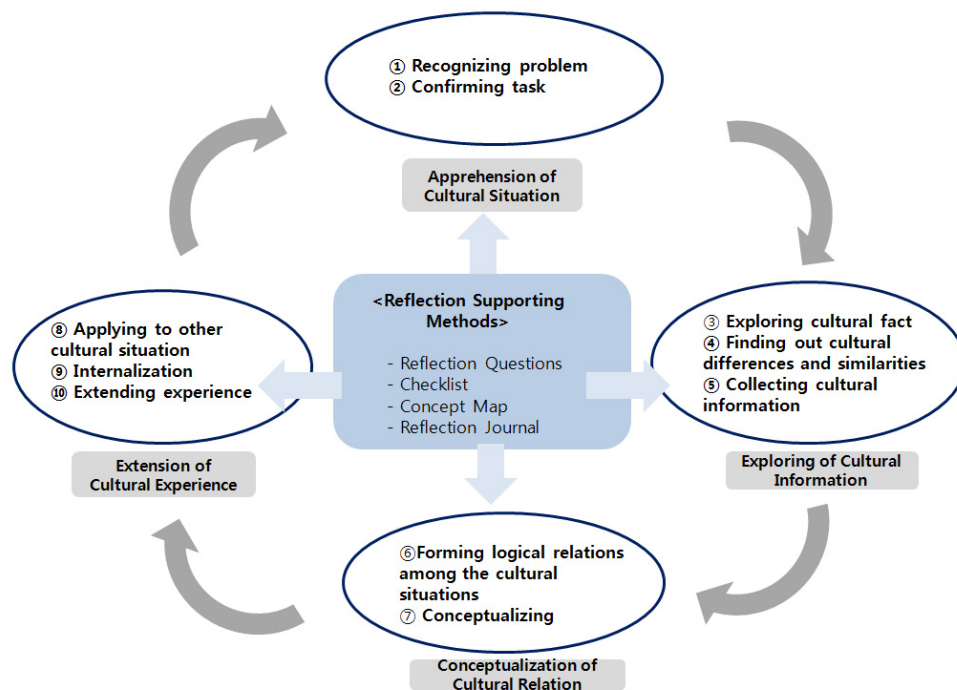 ① Recognizing problem
② Confirming task
Apprehension of
Cultural Situation
<Reflection Supporting
Methods>
- Reflection Questions
- Checklist
- Concept Map
- Reflection Journal
③ Exploring cultural fact
④ Finding out cultural
differences and similarities
⑤ Collecting cultural
information
Exploring of Cultural
Information
⑥Forming logical relations
among the cultural
situations
⑦ Conceptualizing
Conceptualization of
Cultural Relation
⑧ Applying to other
cultural situation
⑨ Internalization
⑩ Extending experience
Extension of
Cultural Experience